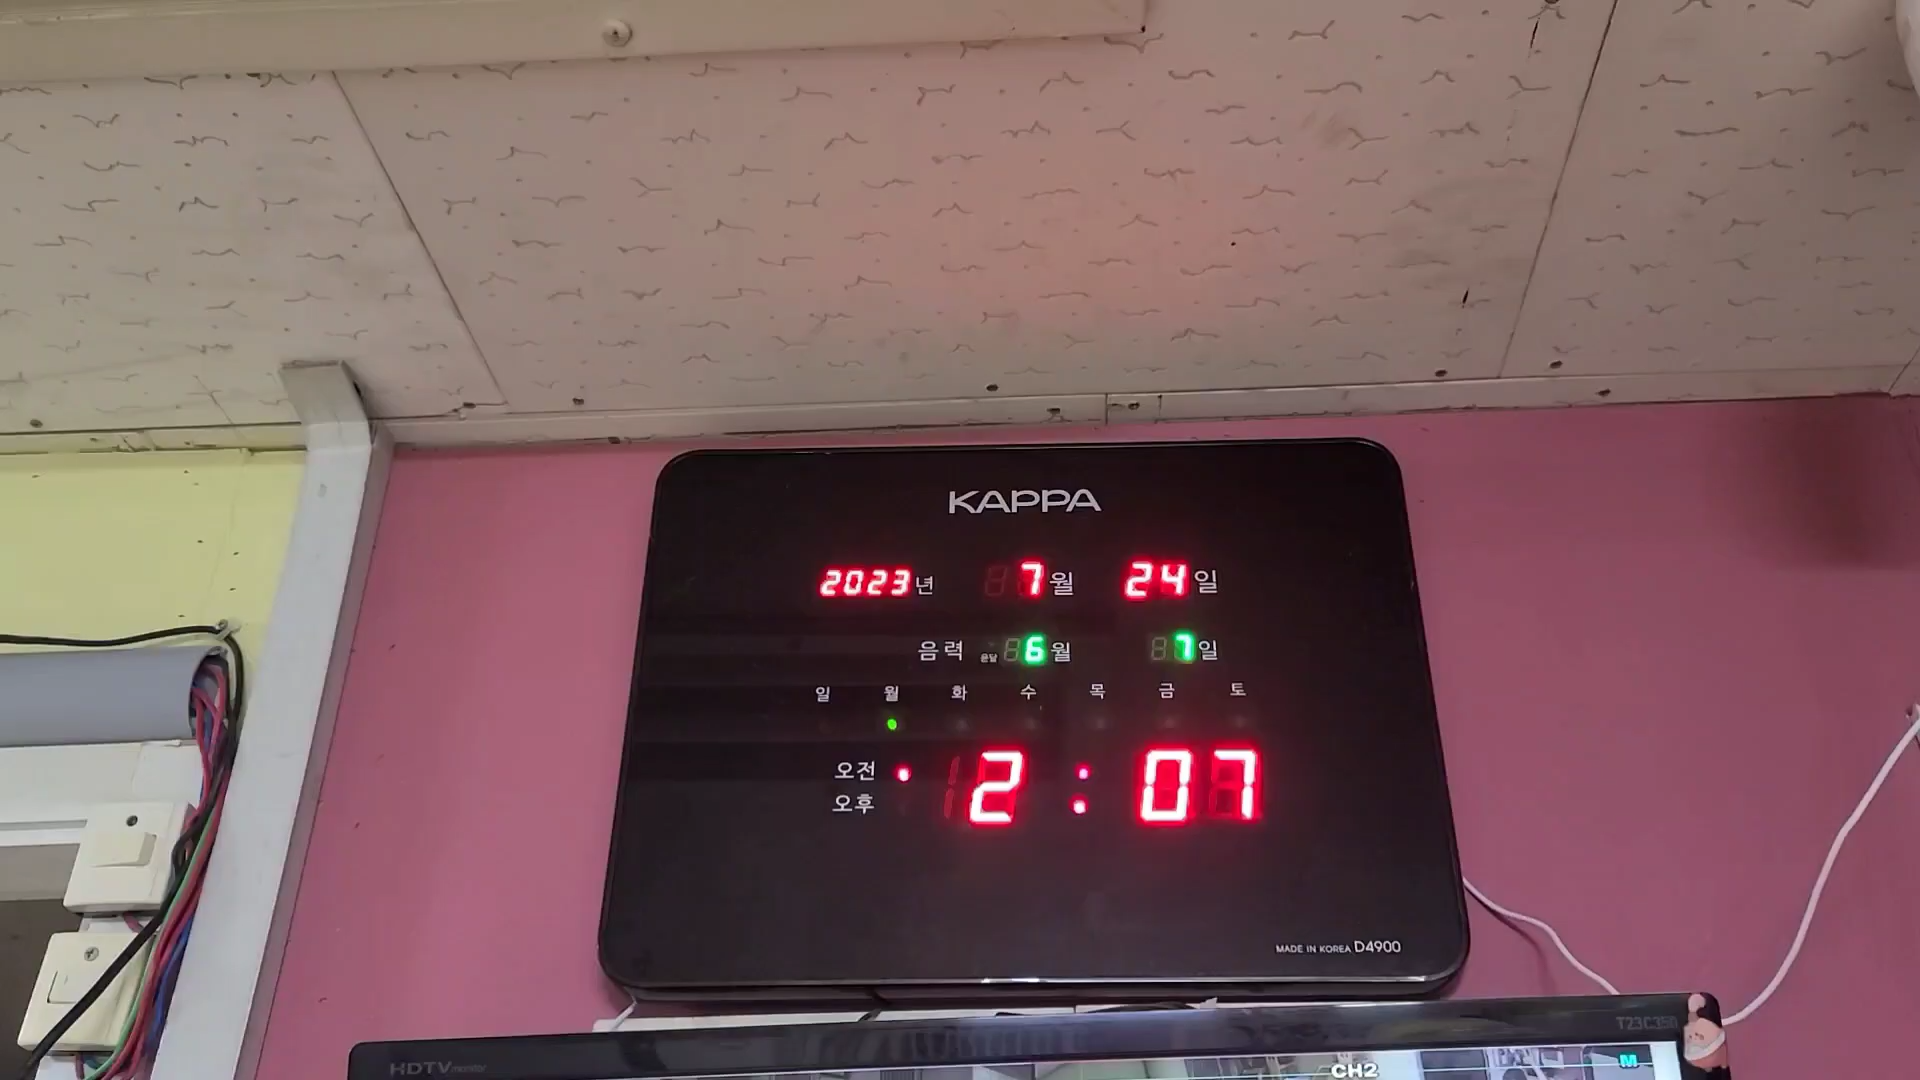 KAPPA
2023년 7월 24일
음력 윤달 6월 7일
일 월 화 수 목 금 토
오전
오후
2:07
MADE IN KOREA D4900
T23C350
HDTV monitor
CH2
M